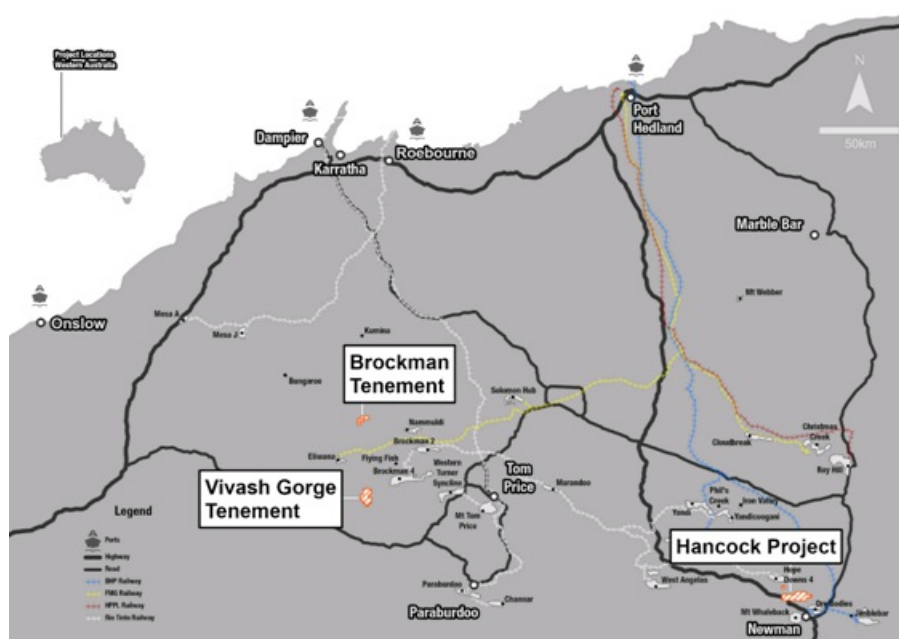 Project Locations
Western Australia
N
50km
Port
Hedland
Dampier
Karratha
Roebourne
Marble Bar
Mt Webber
Onslow
Mesa A
Mesa J
Kumina
Brockman
Tenement
Bungaroo
Solomon Hub
Nammuldi
Brockman 2
Eliwana
Flying Fish
Brockman 4
Western
Turner
Syncline
Tom
Price
Mt Tom
Price
Marandoo
Cloudbreak
Christmas
Creek
Roy Hill
Vivash Gorge
Tenement
Yandi
Phil's
Creek
Iron Valley
Yandicoogina
Hancock Project
Hope
Downs 4
West Angelas
Paraburdoo
Paraburdoo
Channar
Mt Whaleback
Orebodies
Jimblebar
Newman
Legend
Ports
Highway
Road
BHP Railway
FMG Railway
HPPL Railway
Rio Tinto Railway